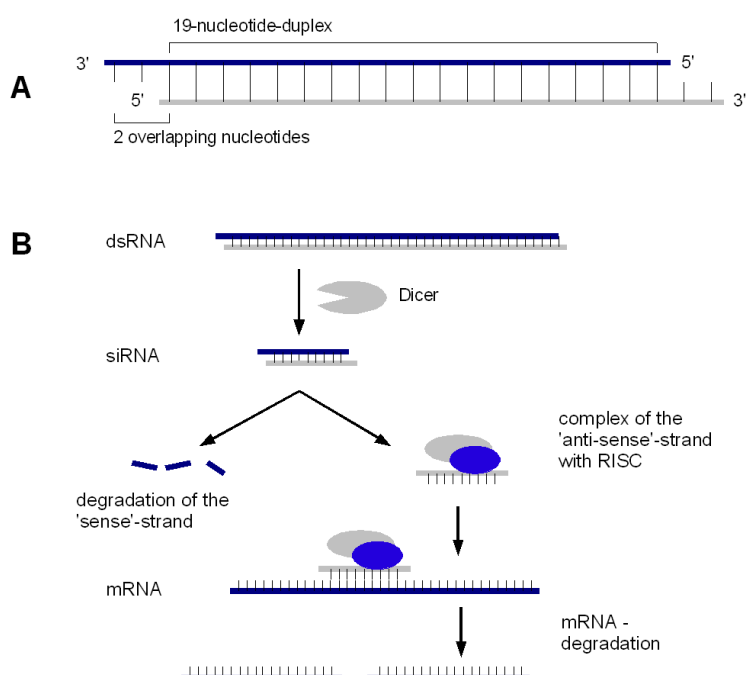 19-nucleotide-duplex
3'
5'
A
5'
3'
2 overlapping nucleotides
B
dsRNA
Dicer
siRNA
complex of the
'anti-sense'-strand
with RISC
degradation of the
'sense'-strand
mRNA
mRNA -
degradation